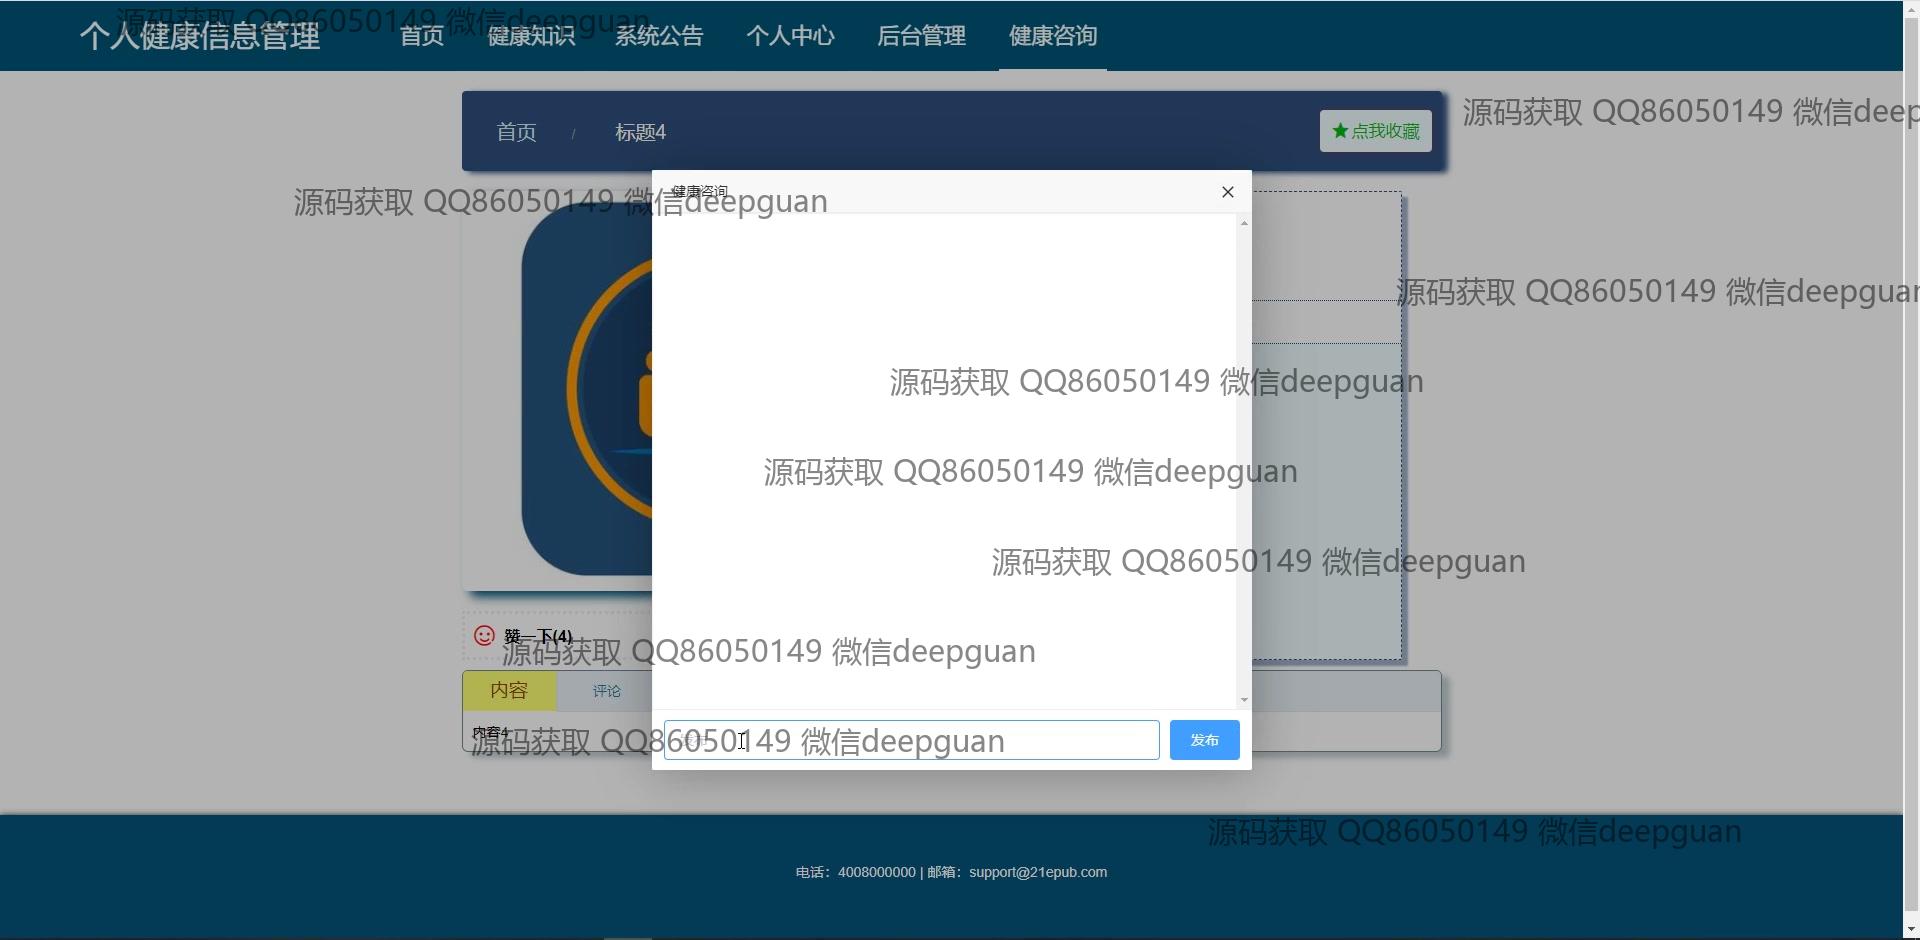 个人健康信息管理
首页 健康知识 系统公告 个人中心 后台管理 健康咨询
源码获取 QQ86050149 微信deepguan
首页 / 标题4
点我收藏
源码获取 QQ86050149 微信deep
健康咨询
源码获取 QQ86050149 微信deepguan
源码获取 QQ86050149 微信deepguan
源码获取 QQ86050149 微信deepguan
源码获取 QQ86050149 微信deepguan
源码获取 QQ86050149 微信deepguan
赞一下(4)
源码获取 QQ86050149 微信deepguan
内容 评论
内容4
源码获取 QQ86050149 微信deepguan
发布
源码获取 QQ86050149 微信deepguan
电话：4008000000 | 邮箱：support@21epub.com